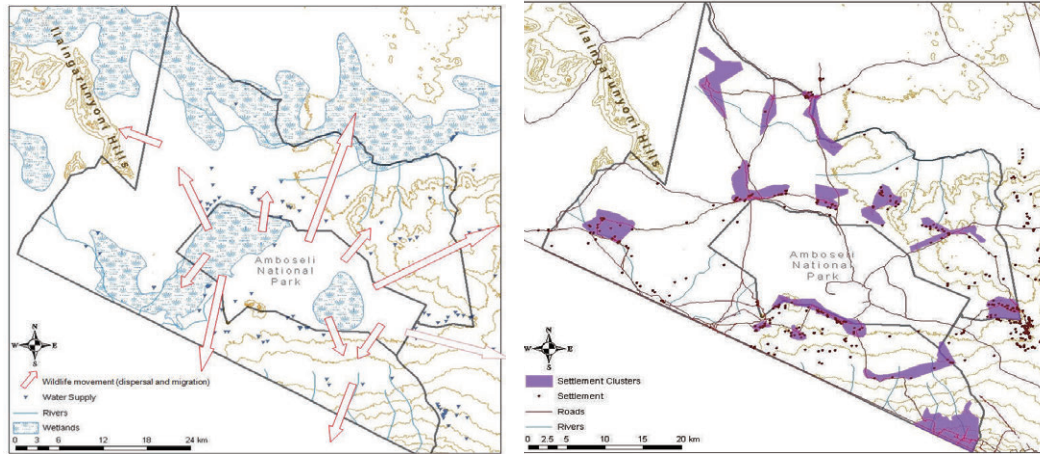 Ilaingarunyoni Hills
Amboseli
National
Park
N
W E
S
Wildlife movement (dispersal and migration)
Water Supply
Rivers
Wetlands
0 3 6 12 18 24 km
Ilaingarunyoni Hills
Amboseli
National
Park
N
W E
S
Settlement Clusters
Settlement
Roads
Rivers
0 2.5 5 10 15 20 km